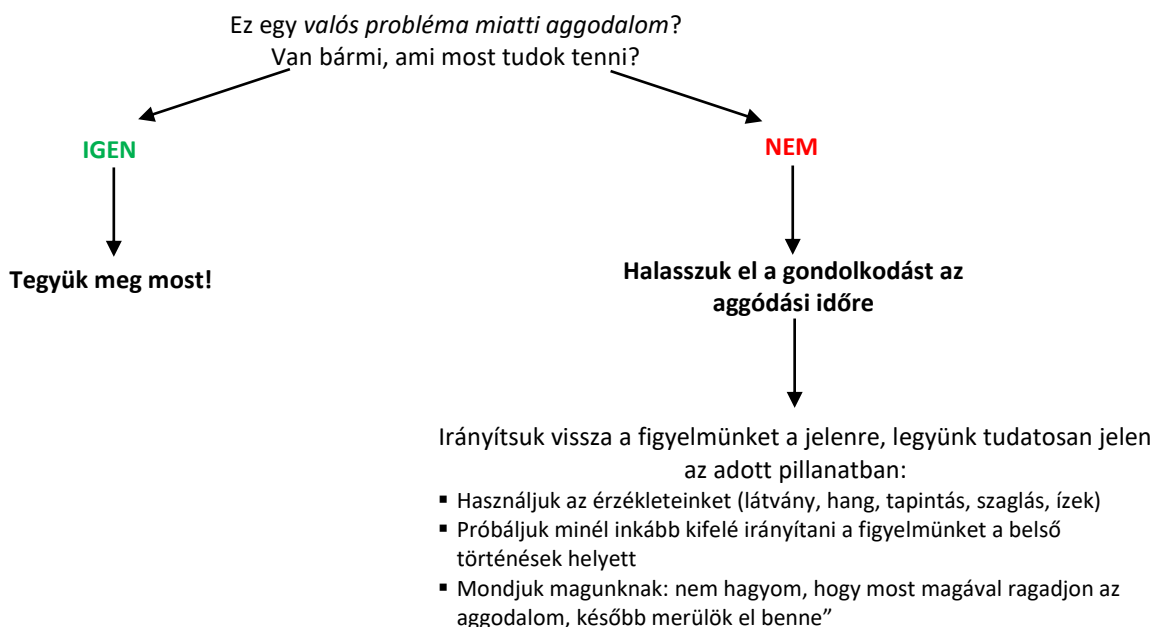 Ez egy valós probléma miatti aggodalom?
Van bármi, ami most tudok tenni?
IGEN
NEM
Tegyük meg most!
Halasszuk el a gondolkodást az
aggódási időre
Irányítsuk vissza a figyelmünket a jelenre, legyünk tudatosan jelen
az adott pillanatban:
▪ Használjuk az érzékleteinket (látvány, hang, tapintás, szaglás, ízek)
▪ Próbáljuk minél inkább kifelé irányítani a figyelmünket a belső
történések helyett
▪ Mondjuk magunknak: nem hagyom, hogy most magával ragadjon az
aggodalom, később merülök el benne”